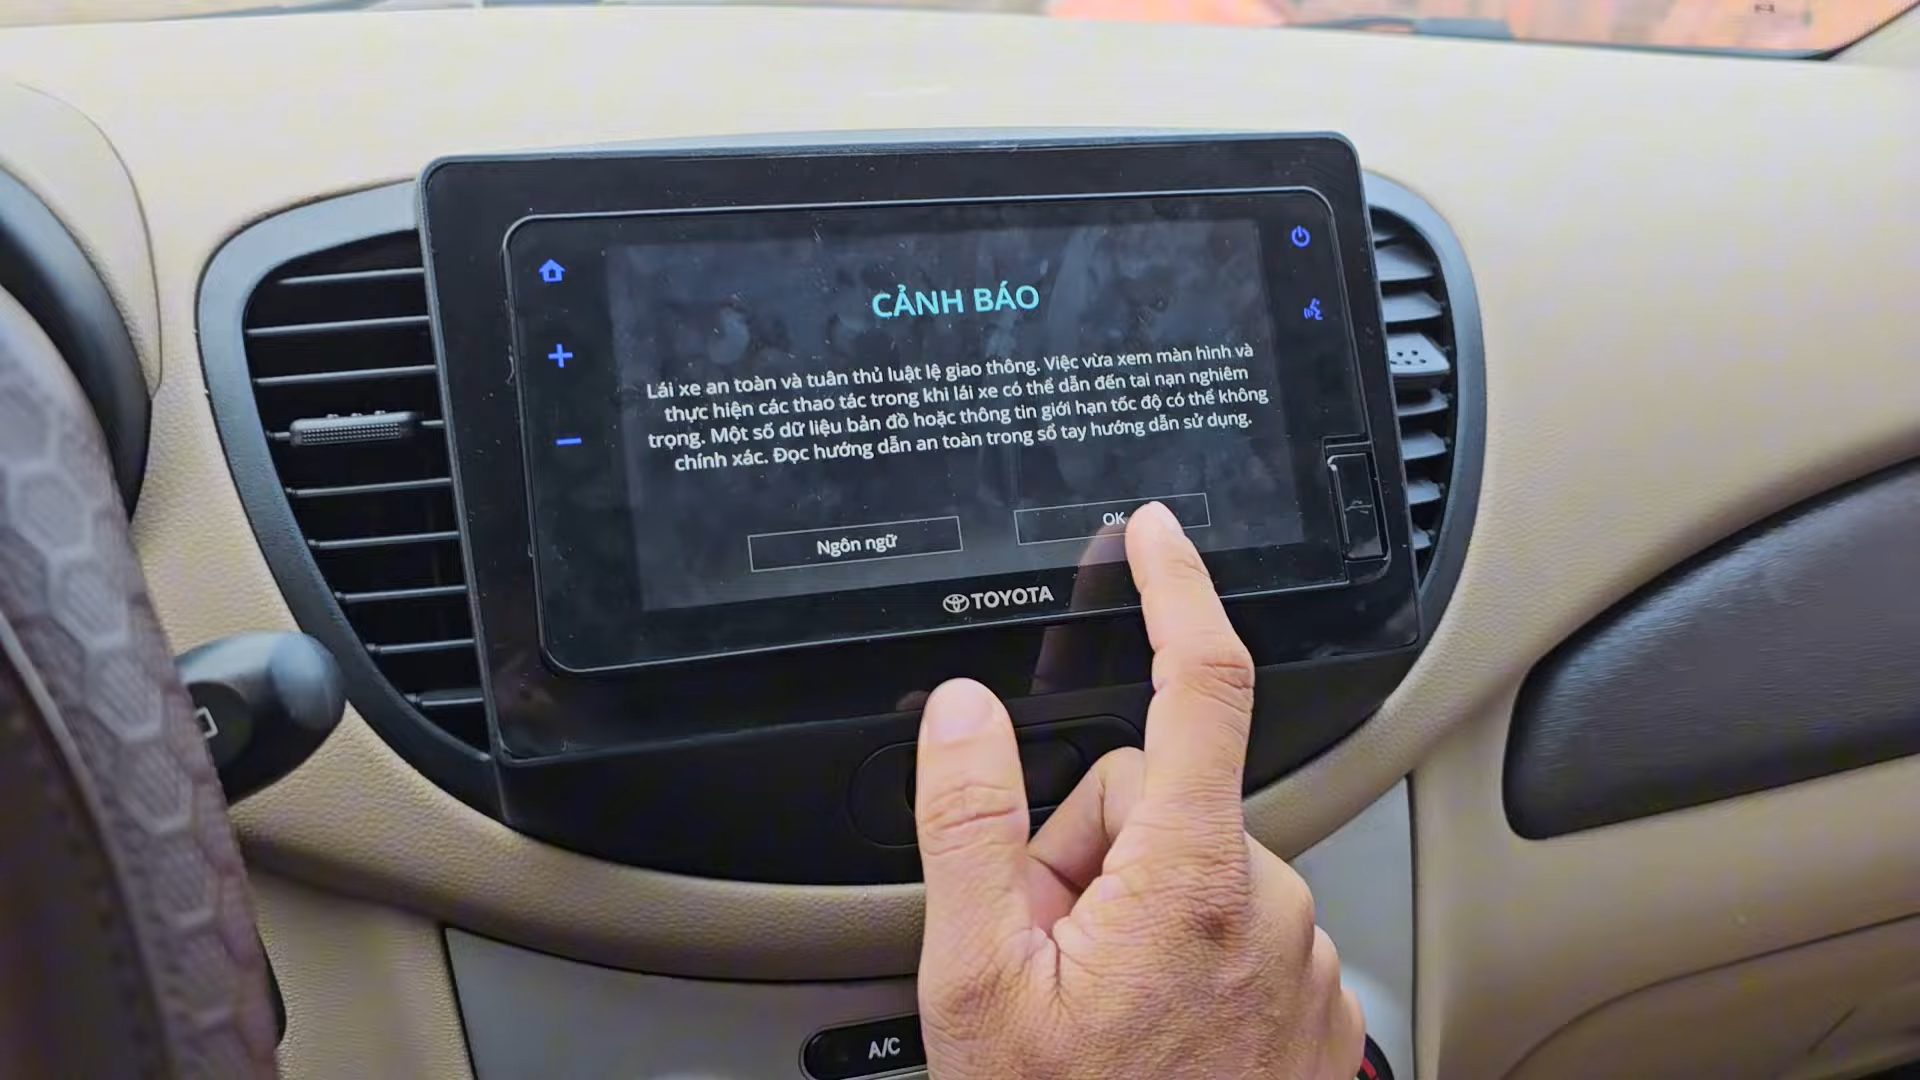 CẢNH BÁO
Lái xe an toàn và tuân thủ luật lệ giao thông. Việc vừa xem màn hình và
thực hiện các thao tác trong khi lái xe có thể dẫn đến tai nạn nghiêm
trọng. Một số dữ liệu bản đồ hoặc thông tin giới hạn tốc độ có thể không
chính xác. Đọc hướng dẫn an toàn trong sổ tay hướng dẫn sử dụng.
Ngôn ngữ
OK
TOYOTA
A/C